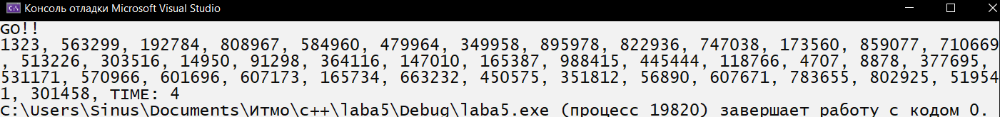 Консоль отладки Microsoft Visual Studio
GO!!
1323, 563299, 192784, 808967, 584960, 479964, 349958, 895978, 822936, 747038, 173560, 859077, 710669
, 513226, 303516, 14950, 91298, 364116, 147010, 165387, 988415, 445444, 118766, 4707, 8878, 377695,
531171, 570966, 601696, 607173, 165734, 663232, 450575, 351812, 56890, 607671, 783655, 802925, 51954
1, 301458, TIME: 4
C:\Users\Sinus\Documents\Итмо\c++\laba5\Debug\laba5.exe (процесс 19820) завершает работу с кодом 0.